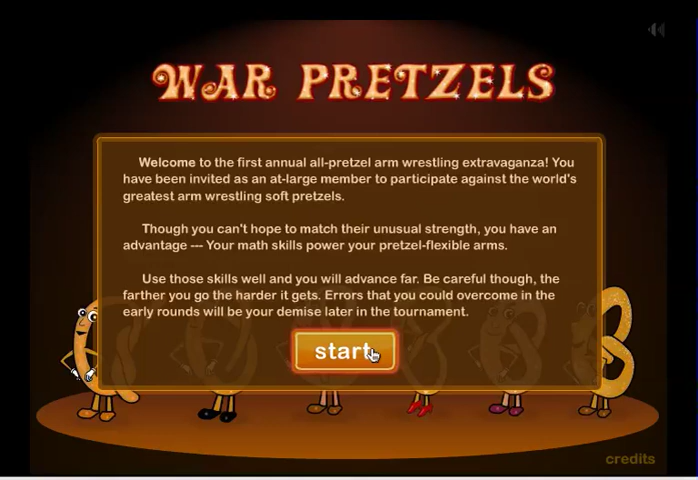 WAR PRETZELS
Welcome to the first annual all-pretzel arm wrestling extravaganza! You
have been invited as an at-large member to participate against the world's
greatest arm wrestling soft pretzels.
Though you can't hope to match their unusual strength, you have an
advantage --- Your math skills power your pretzel-flexible arms.
Use those skills well and you will advance far. Be careful though, the
farther you go the harder it gets. Errors that you could overcome in the
early rounds will be your demise later in the tournament.
start
credits